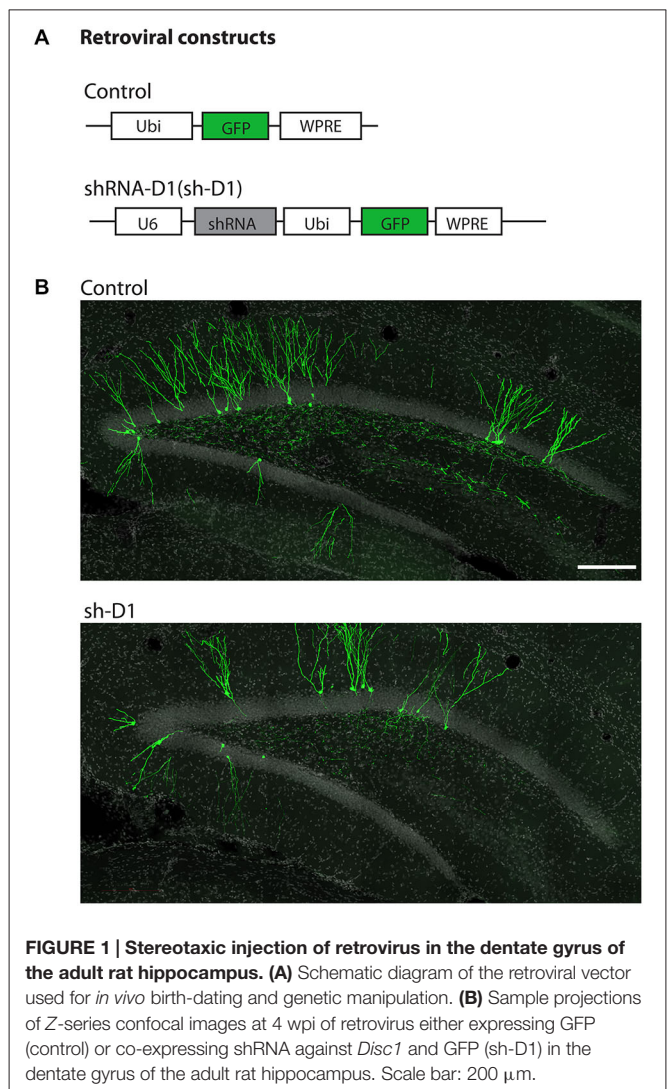 A Retroviral constructs
Control
Ubi GFP WPRE
shRNA-D1(sh-D1)
U6 shRNA Ubi GFP WPRE
B Control
sh-D1
FIGURE 1 | Stereotaxic injection of retrovirus in the dentate gyrus of
the adult rat hippocampus. (A) Schematic diagram of the retroviral vector
used for in vivo birth-dating and genetic manipulation. (B) Sample projections
of Z-series confocal images at 4 wpi of retrovirus either expressing GFP
(control) or co-expressing shRNA against Disc1 and GFP (sh-D1) in the
dentate gyrus of the adult rat hippocampus. Scale bar: 200 μm.